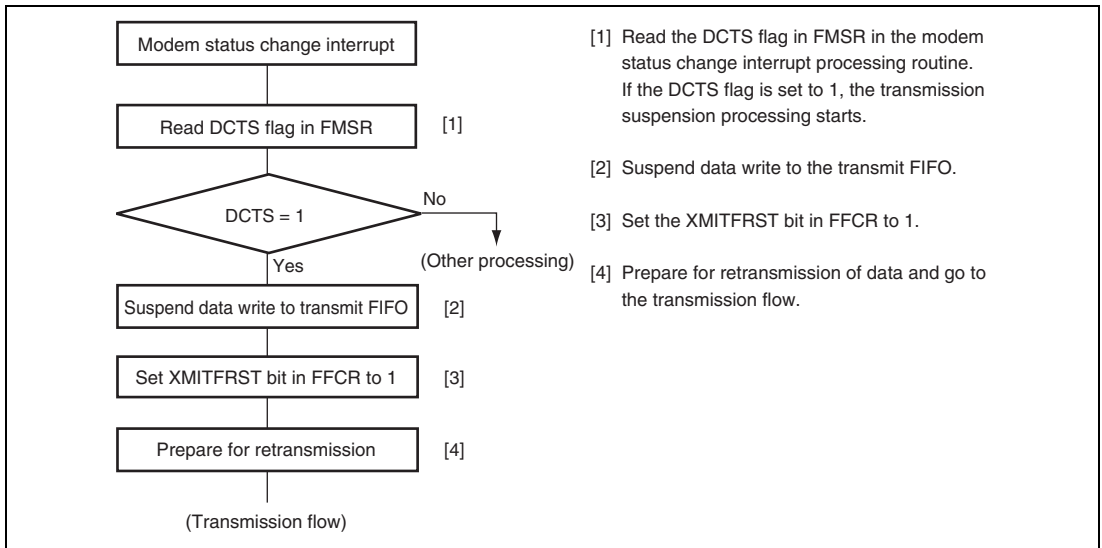 Modem status change interrupt
Read DCTS flag in FMSR [1]
DCTS = 1
No
(Other processing)
Yes
Suspend data write to transmit FIFO [2]
Set XMITFRST bit in FFCR to 1 [3]
Prepare for retransmission [4]
(Transmission flow)
[1] Read the DCTS flag in FMSR in the modem
status change interrupt processing routine.
If the DCTS flag is set to 1, the transmission
suspension processing starts.
[2] Suspend data write to the transmit FIFO.
[3] Set the XMITFRST bit in FFCR to 1.
[4] Prepare for retransmission of data and go to
the transmission flow.